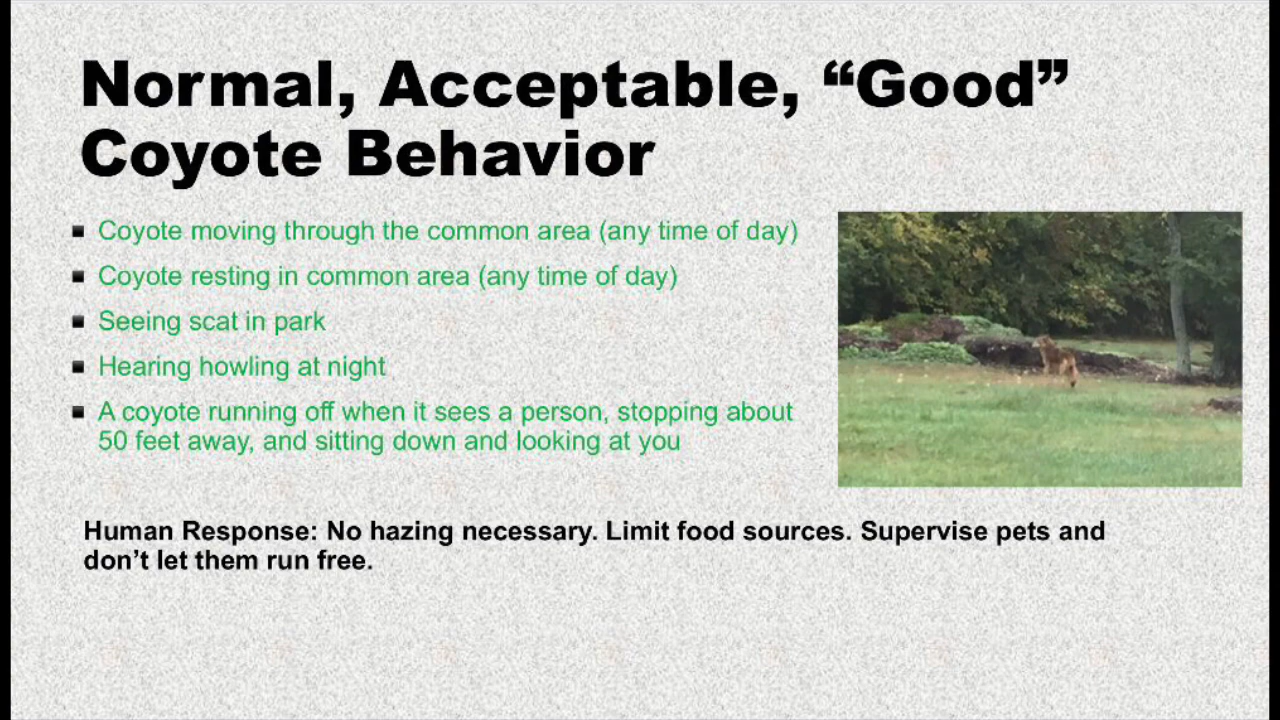 Normal, Acceptable, “Good”
Coyote Behavior
Coyote moving through the common area (any time of day)
Coyote resting in common area (any time of day)
Seeing scat in park
Hearing howling at night
A coyote running off when it sees a person, stopping about
50 feet away, and sitting down and looking at you
Human Response: No hazing necessary. Limit food sources. Supervise pets and
don’t let them run free.